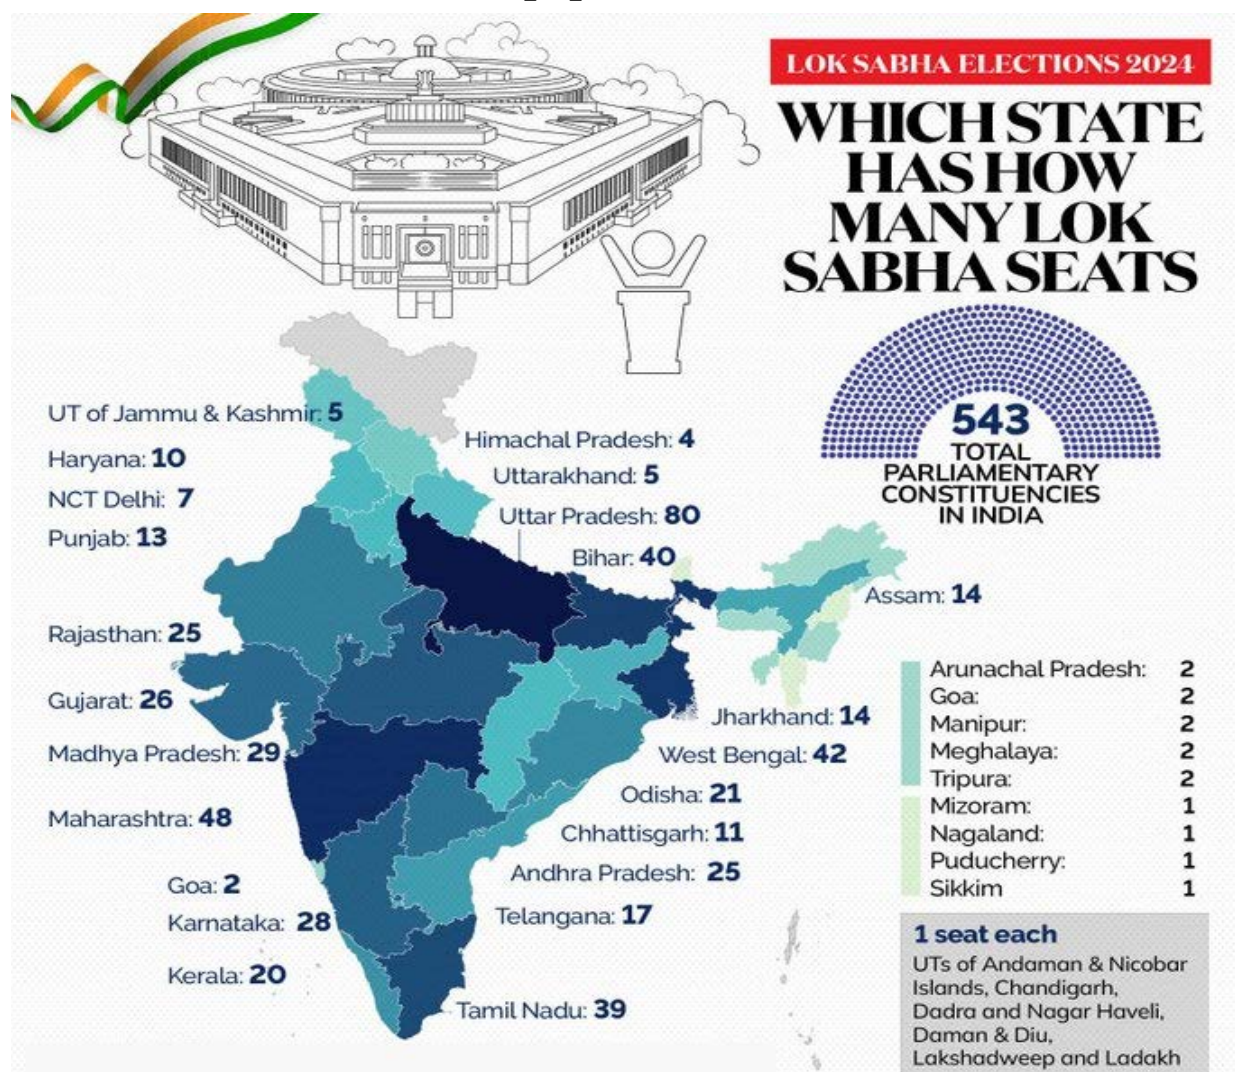 LOK SABHA ELECTIONS 2024
WHICH STATE
HAS HOW
MANY LOK
SABHA SEATS
543
TOTAL
PARLIAMENTARY
CONSTITUENCIES
IN INDIA
UT of Jammu & Kashmir: 5
Haryana: 10
NCT Delhi: 7
Punjab: 13
Rajasthan: 25
Gujarat: 26
Madhya Pradesh: 29
Maharashtra: 48
Goa: 2
Karnataka: 28
Kerala: 20
Himachal Pradesh: 4
Uttarakhand: 5
Uttar Pradesh: 80
Bihar: 40
Assam: 14
Jharkhand: 14
West Bengal: 42
Odisha: 21
Chhattisgarh: 11
Andhra Pradesh: 25
Telangana: 17
Tamil Nadu: 39
Arunachal Pradesh: 2
Goa: 2
Manipur: 2
Meghalaya: 2
Tripura: 2
Mizoram: 1
Nagaland: 1
Puducherry: 1
Sikkim 1
1 seat each
UTs of Andaman & Nicobar
Islands, Chandigarh,
Dadra and Nagar Haveli,
Daman & Diu,
Lakshadweep and Ladakh